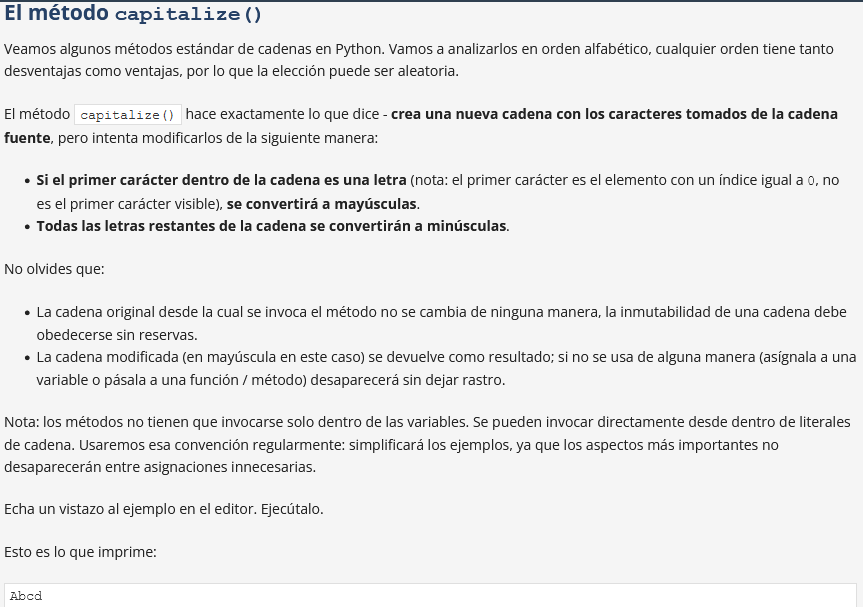 El método capitalize()
Veamos algunos métodos estándar de cadenas en Python. Vamos a analizarlos en orden alfabético, cualquier orden tiene tanto
desventajas como ventajas, por lo que la elección puede ser aleatoria.
El método capitalize() hace exactamente lo que dice - crea una nueva cadena con los caracteres tomados de la cadena
fuente, pero intenta modificarlos de la siguiente manera:
• Si el primer carácter dentro de la cadena es una letra (nota: el primer carácter es el elemento con un índice igual a 0, no
es el primer carácter visible), se convertirá a mayúsculas.
• Todas las letras restantes de la cadena se convertirán a minúsculas.
No olvides que:
• La cadena original desde la cual se invoca el método no se cambia de ninguna manera, la inmutabilidad de una cadena debe
obedecerse sin reservas.
• La cadena modificada (en mayúscula en este caso) se devuelve como resultado; si no se usa de alguna manera (asígnala a una
variable o pásala a una función / método) desaparecerá sin dejar rastro.
Nota: los métodos no tienen que invocarse solo dentro de las variables. Se pueden invocar directamente desde dentro de literales
de cadena. Usaremos esa convención regularmente: simplificará los ejemplos, ya que los aspectos más importantes no
desaparecerán entre asignaciones innecesarias.
Echa un vistazo al ejemplo en el editor. Ejecútalo.
Esto es lo que imprime:
Abcd